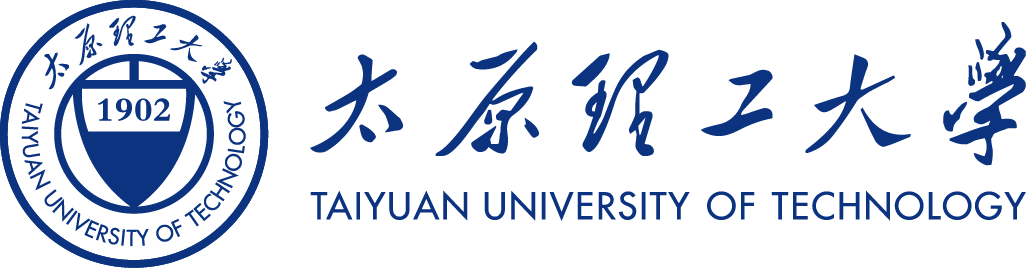 太原理工大學
1902
TAIYUAN UNIVERSITY OF TECHNOLOGY
太原理工大學
TAIYUAN UNIVERSITY OF TECHNOLOGY